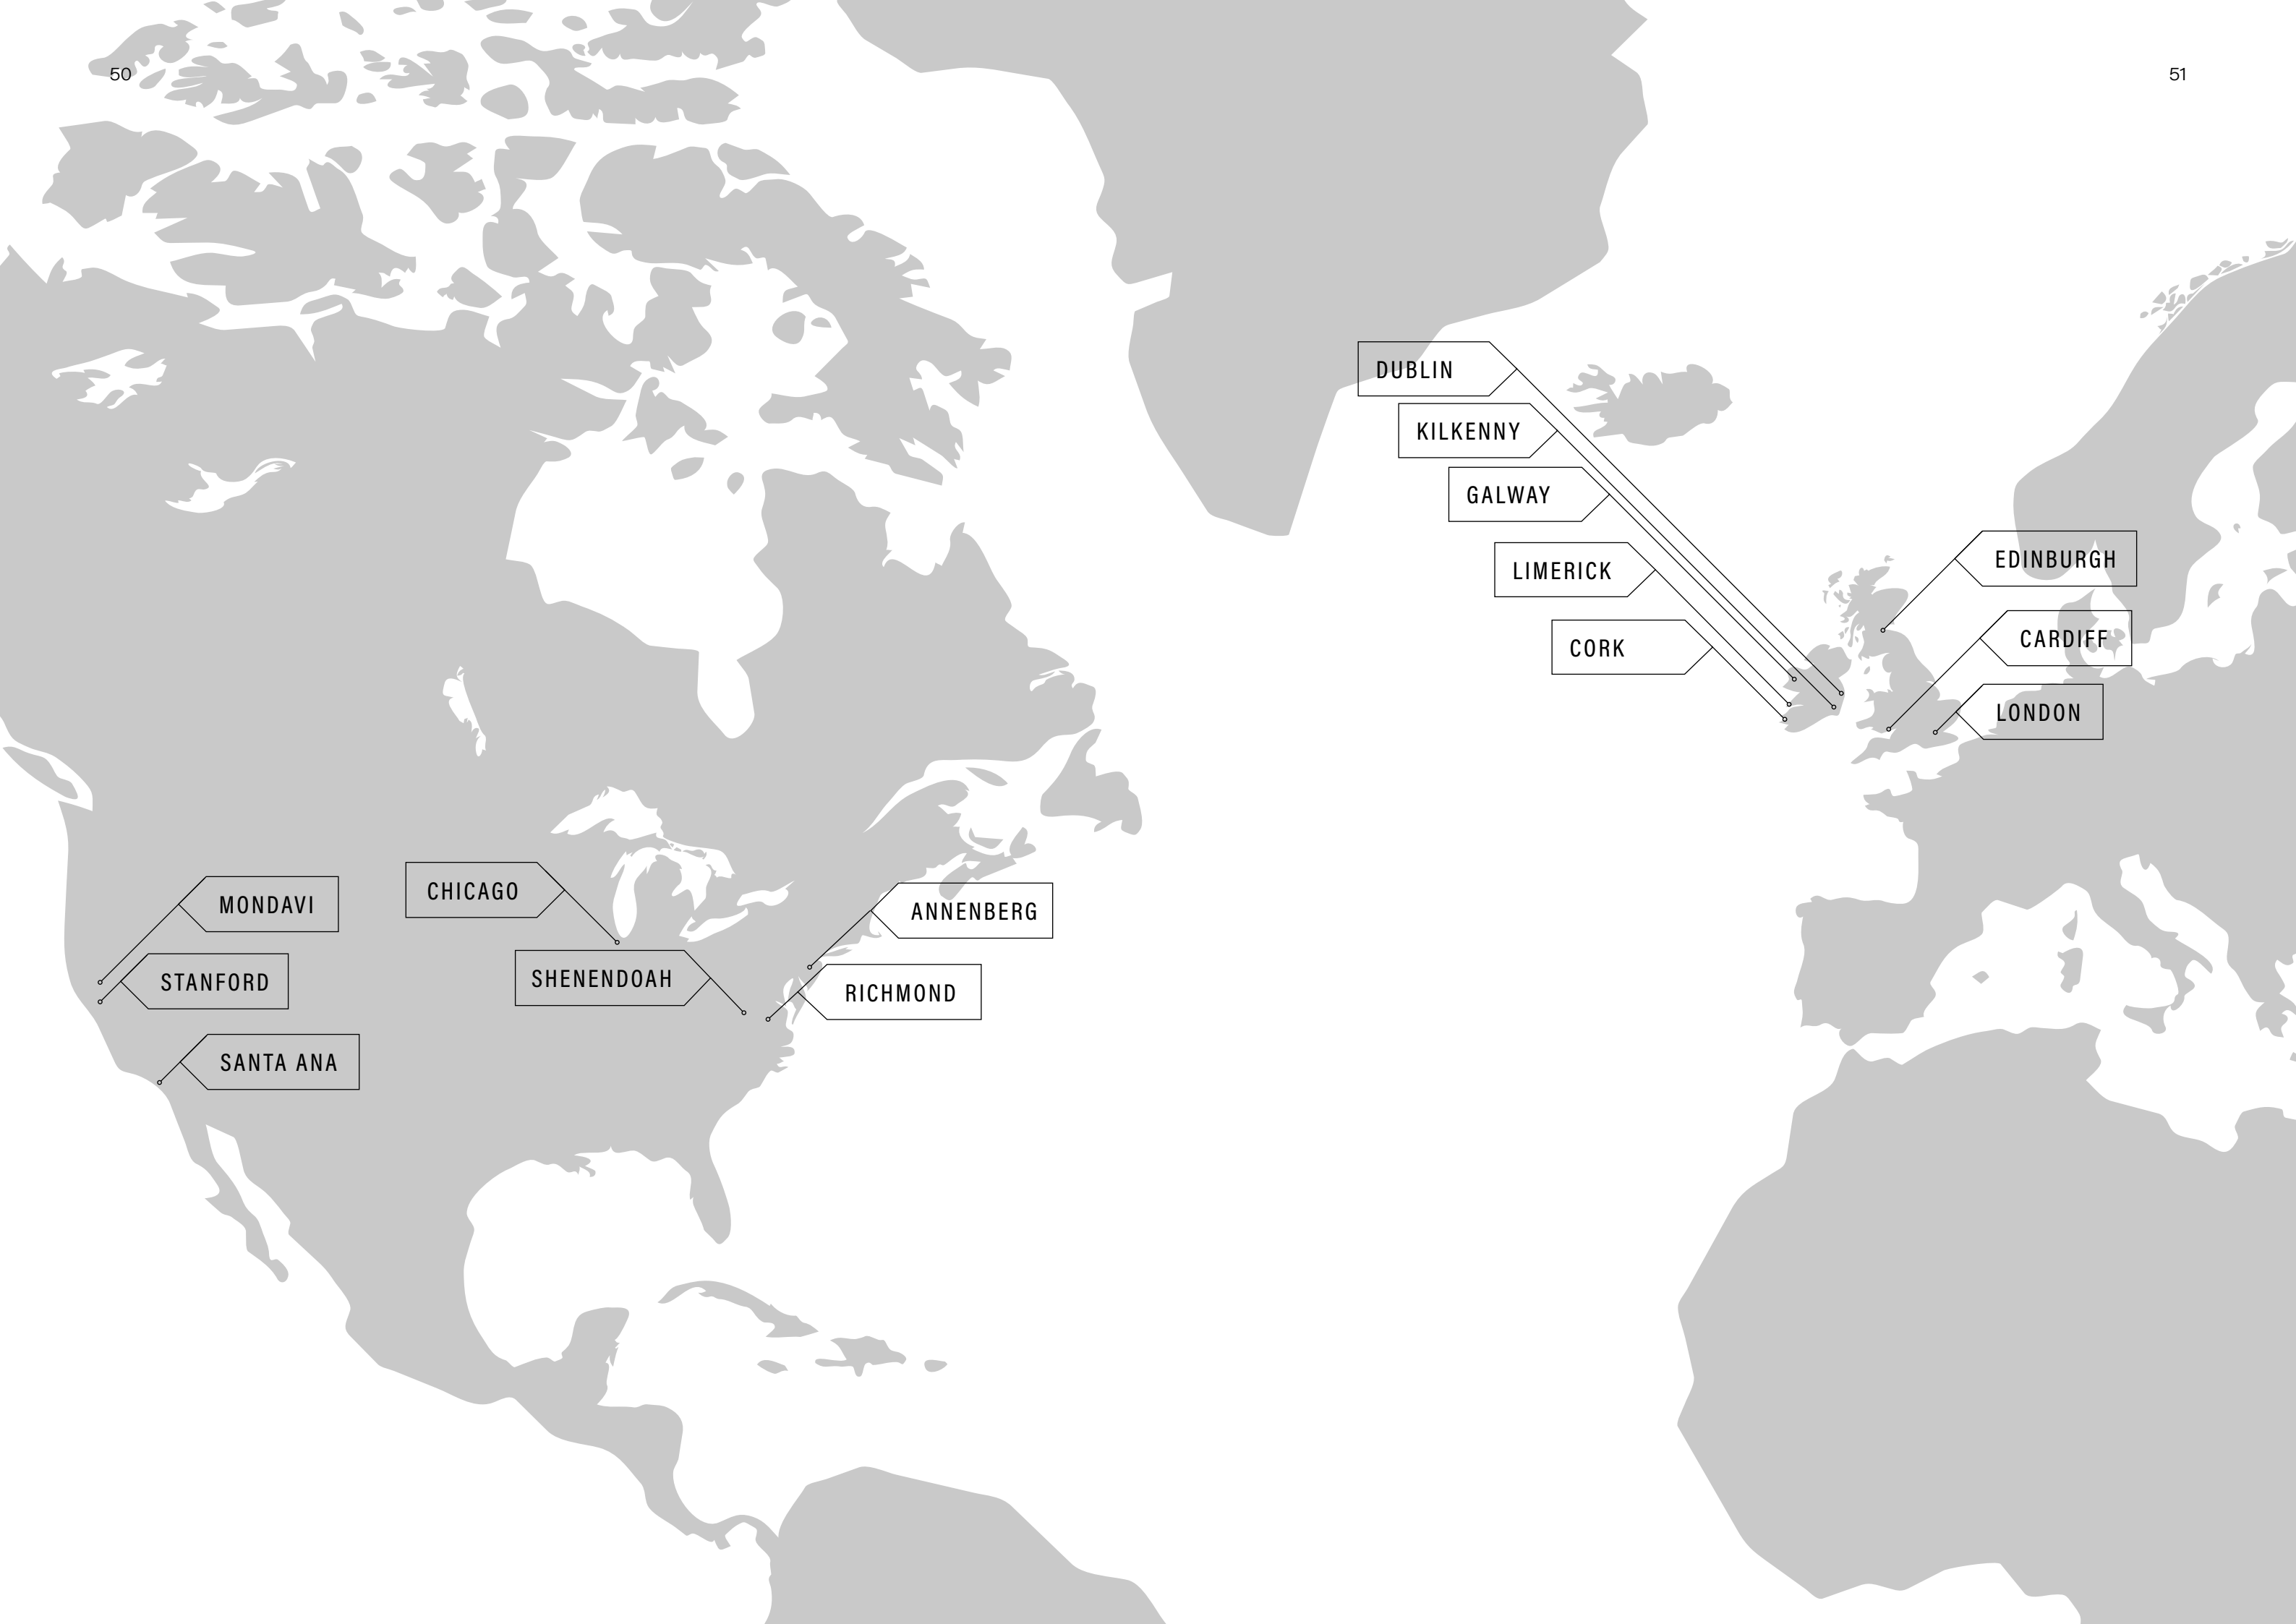 50
51
DUBLIN
KILKENNY
GALWAY
LIMERICK
CORK
EDINBURGH
CARDIFF
LONDON
MONDAVI
STANFORD
SANTA ANA
CHICAGO
SHENENDOAH
ANNENBERG
RICHMOND